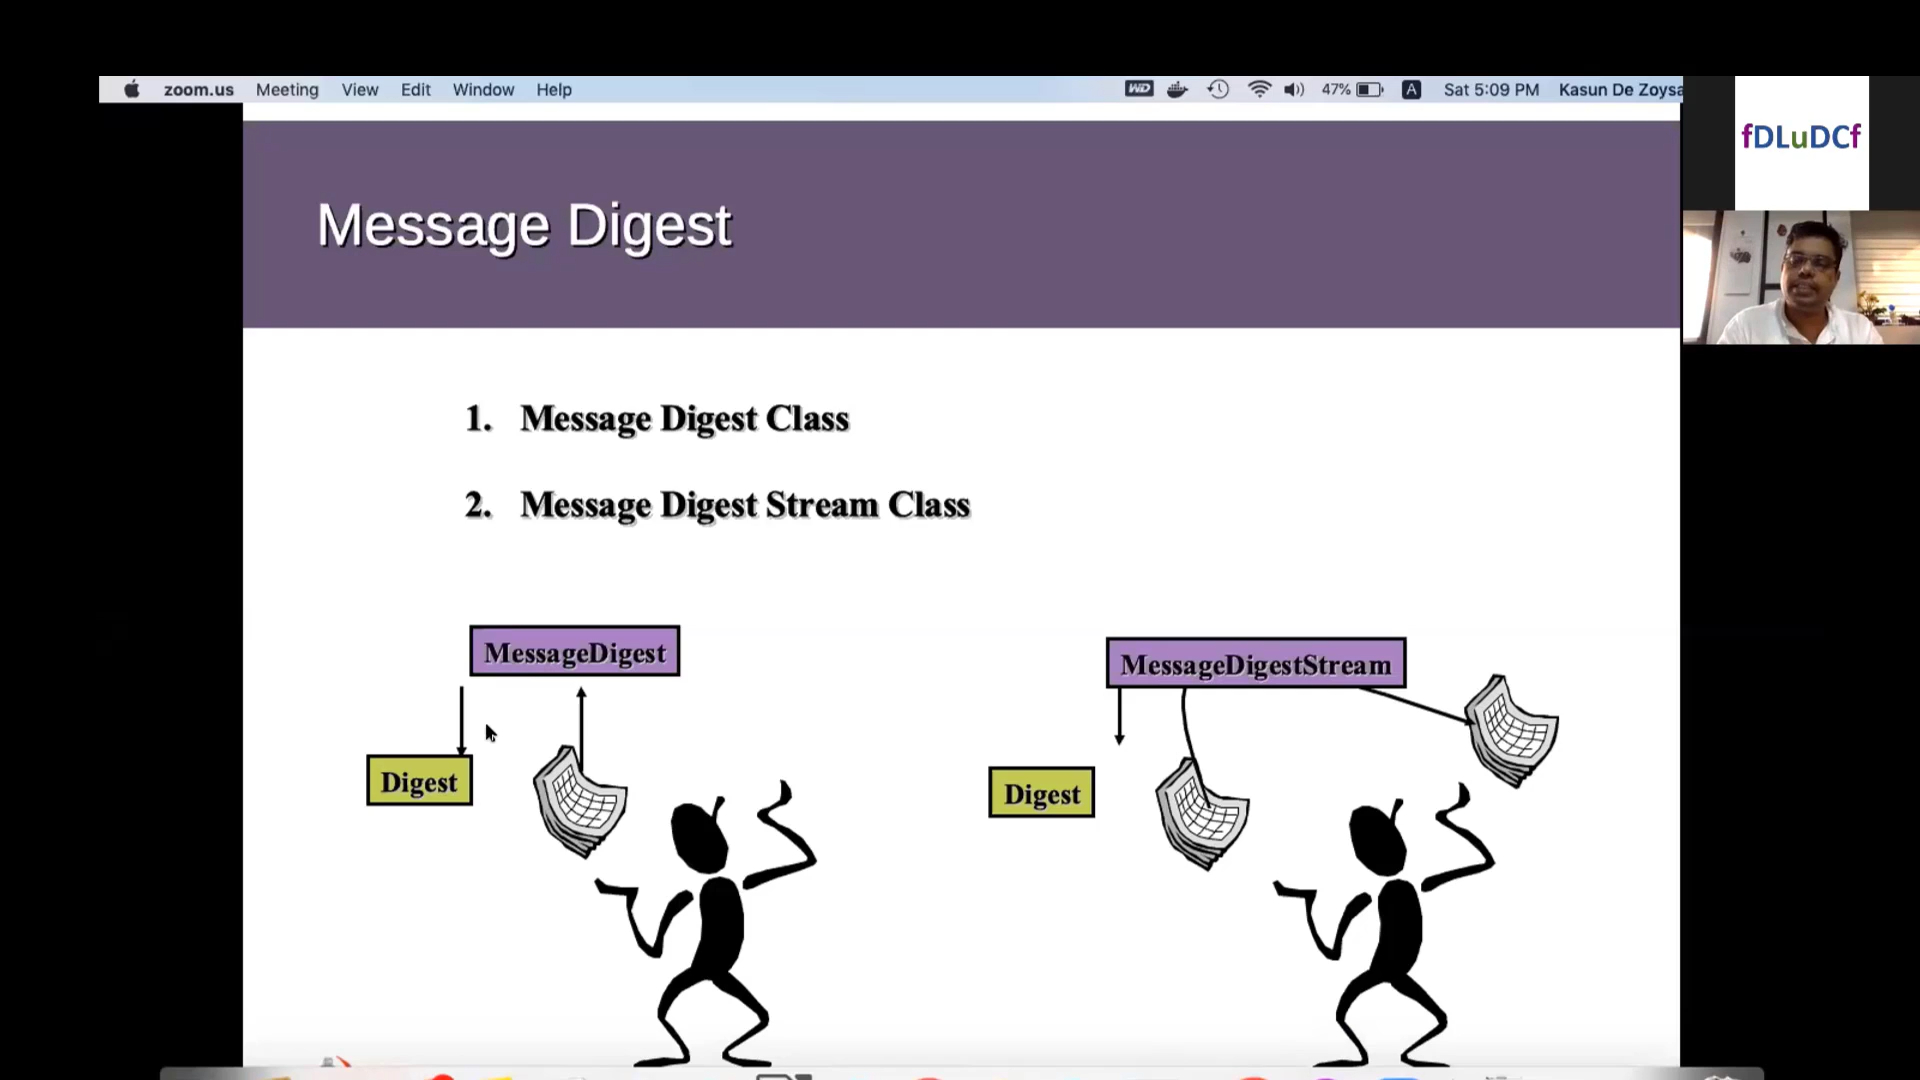 zoom.us Meeting View Edit Window Help WD 47% A Sat 5:09 PM Kasun De Zoysa
fDLuDCf
Message Digest
1. Message Digest Class
2. Message Digest Stream Class
MessageDigest
MessageDigestStream
Digest
Digest